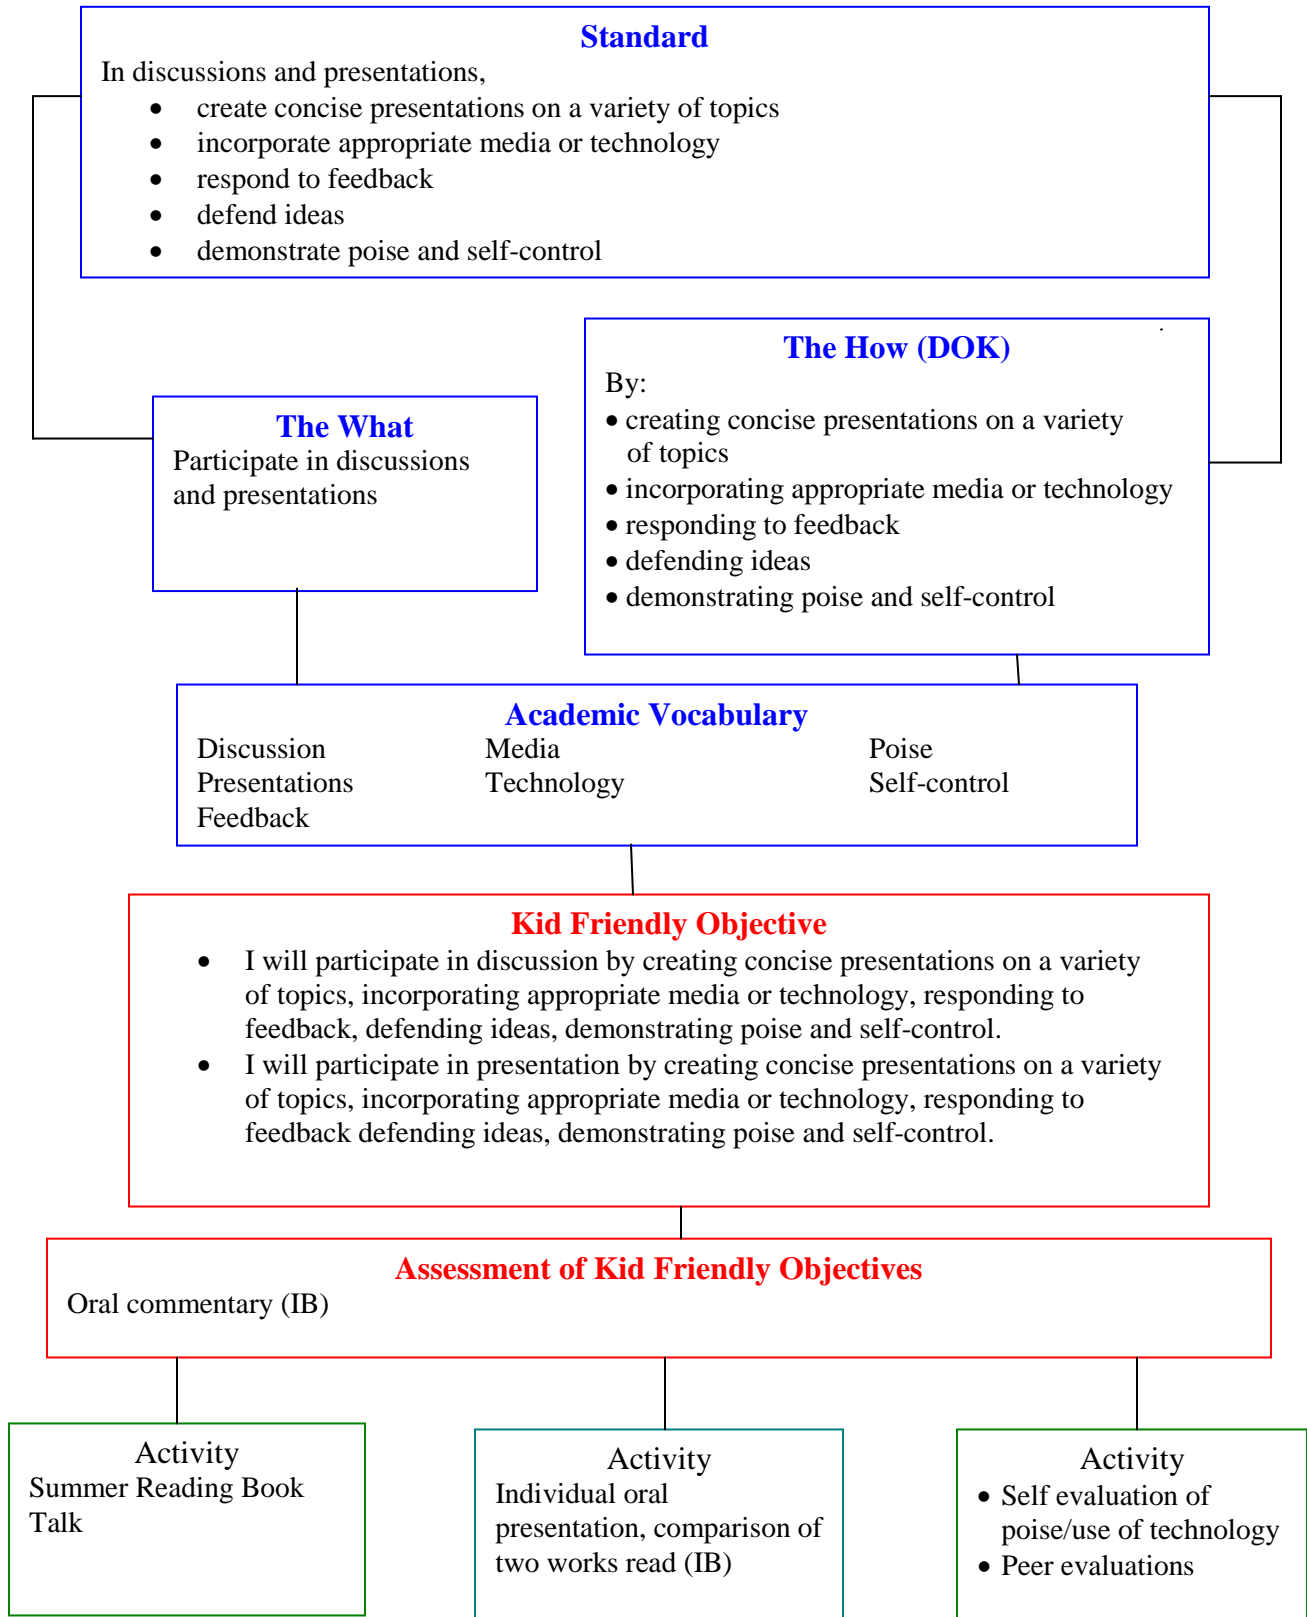 Standard
In discussions and presentations,
• create concise presentations on a variety of topics
• incorporate appropriate media or technology
• respond to feedback
• defend ideas
• demonstrate poise and self-control
The What
Participate in discussions
and presentations
The How (DOK)
By:
• creating concise presentations on a variety
of topics
• incorporating appropriate media or technology
• responding to feedback
• defending ideas
• demonstrating poise and self-control
Academic Vocabulary
Discussion Media Poise
Presentations Technology Self-control
Feedback
Kid Friendly Objective
• I will participate in discussion by creating concise presentations on a variety
of topics, incorporating appropriate media or technology, responding to
feedback, defending ideas, demonstrating poise and self-control.
• I will participate in presentation by creating concise presentations on a variety
of topics, incorporating appropriate media or technology, responding to
feedback defending ideas, demonstrating poise and self-control.
Assessment of Kid Friendly Objectives
Oral commentary (IB)
Activity
Summer Reading Book
Talk
Activity
Individual oral
presentation, comparison of
two works read (IB)
Activity
• Self evaluation of
poise/use of technology
• Peer evaluations